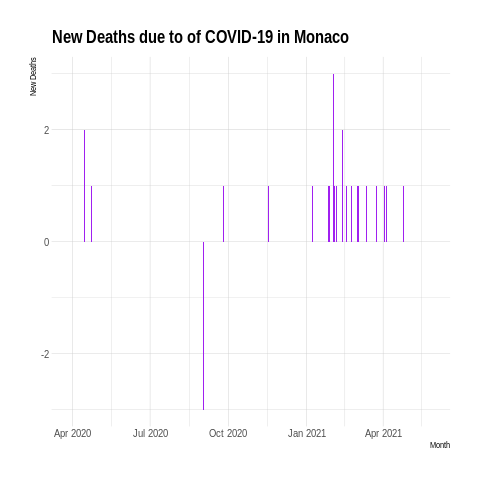 New Deaths due to of COVID-19 in Monaco
New Deaths
2
0
-2
Apr 2020 Jul 2020 Oct 2020 Jan 2021 Apr 2021
Month